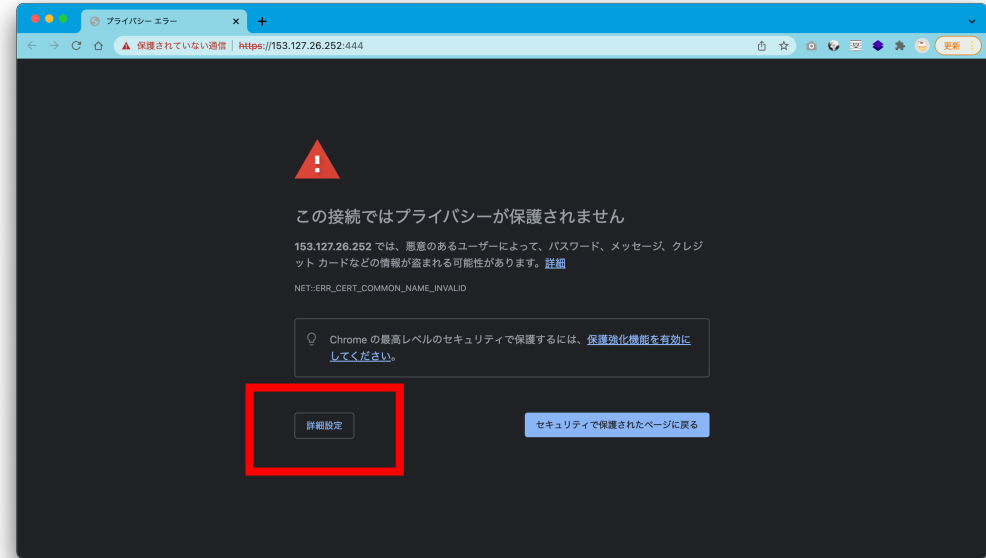 プライバシー エラー
保護されていない通信 https://153.127.26.252:444
更新
この接続ではプライバシーが保護されません
153.127.26.252 では、悪意のあるユーザーによって、パスワード、メッセージ、クレジ
ット カードなどの情報が盗まれる可能性があります。詳細
NET::ERR_CERT_COMMON_NAME_INVALID
Chrome の最高レベルのセキュリティで保護するには、保護強化機能を有効に
してください。
詳細設定
セキュリティで保護されたページに戻る